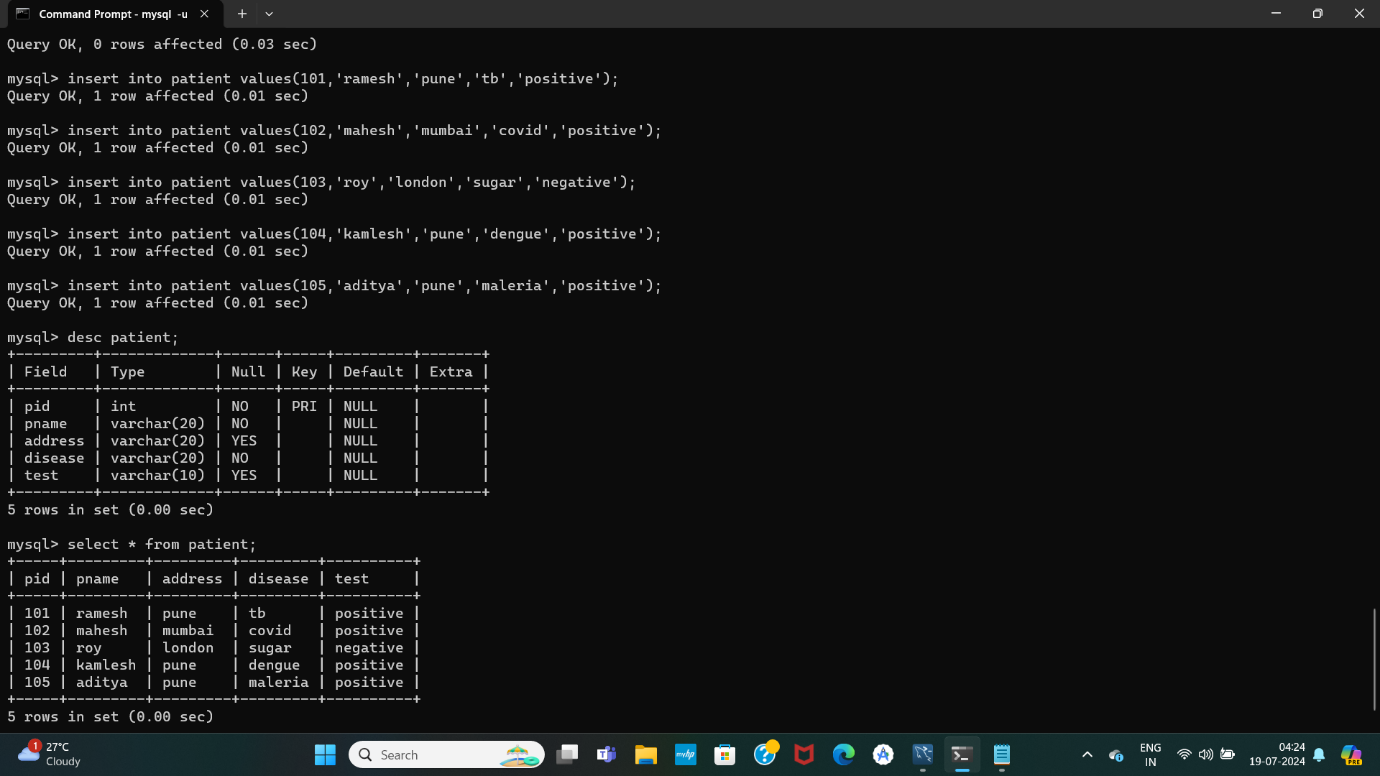 Command Prompt - mysql -u
Query OK, 0 rows affected (0.03 sec)
mysql> insert into patient values(101,'ramesh','pune','tb','positive');
Query OK, 1 row affected (0.01 sec)
mysql> insert into patient values(102,'mahesh','mumbai','covid','positive');
Query OK, 1 row affected (0.01 sec)
mysql> insert into patient values(103,'roy','london','sugar','negative');
Query OK, 1 row affected (0.01 sec)
mysql> insert into patient values(104,'kamlesh','pune','dengue','positive');
Query OK, 1 row affected (0.01 sec)
mysql> insert into patient values(105,'aditya','pune','maleria','positive');
Query OK, 1 row affected (0.01 sec)
mysql> desc patient;
+---------+-------------+------+-----+---------+-------+
| Field   | Type        | Null | Key | Default | Extra |
+---------+-------------+------+-----+---------+-------+
| pid     | int         | NO   | PRI | NULL    |       |
| pname   | varchar(20) | NO   |     | NULL    |       |
| address | varchar(20) | YES  |     | NULL    |       |
| disease | varchar(20) | NO   |     | NULL    |       |
| test    | varchar(10) | YES  |     | NULL    |       |
+---------+-------------+------+-----+---------+-------+
5 rows in set (0.00 sec)
mysql> select * from patient;
+-----+---------+---------+---------+----------+
| pid | pname   | address | disease | test     |
+-----+---------+---------+---------+----------+
| 101 | ramesh  | pune    | tb      | positive |
| 102 | mahesh  | mumbai  | covid   | positive |
| 103 | roy     | london  | sugar   | negative |
| 104 | kamlesh | pune    | dengue  | positive |
| 105 | aditya  | pune    | maleria | positive |
+-----+---------+---------+---------+----------+
5 rows in set (0.00 sec)
1
27°C
Cloudy
Search
myhp
ENG
IN
04:24
19-07-2024
PRE